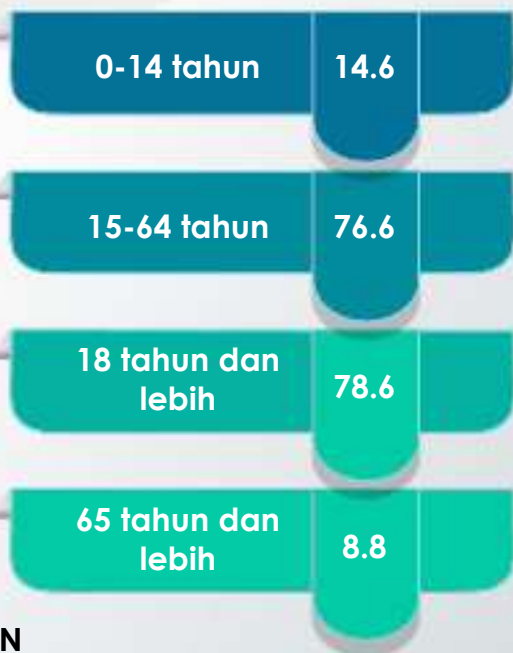 0-14 tahun 14.6
15-64 tahun 76.6
18 tahun dan
lebih 78.6
65 tahun dan
lebih 8.8
N